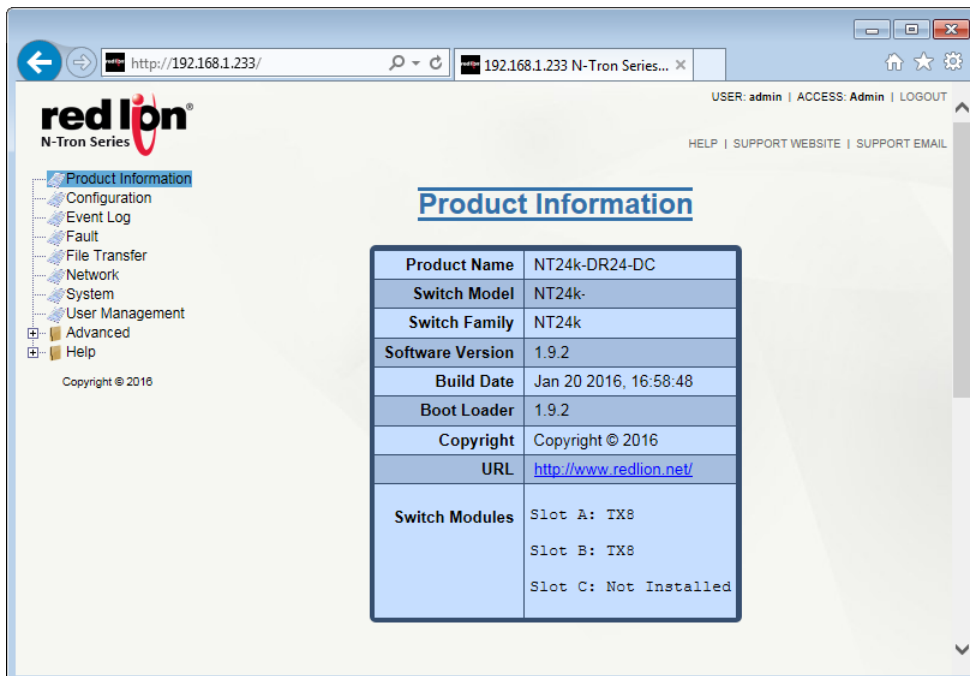 http://192.168.1.233/
192.168.1.233 N-Tron Series...
USER: admin | ACCESS: Admin | LOGOUT
red lion®
N-Tron Series
HELP | SUPPORT WEBSITE | SUPPORT EMAIL
Product Information
Configuration
Event Log
Fault
File Transfer
Network
System
User Management
Advanced
Help
Copyright © 2016
Product Information
Product Name NT24k-DR24-DC
Switch Model NT24k-
Switch Family NT24k
Software Version 1.9.2
Build Date Jan 20 2016, 16:58:48
Boot Loader 1.9.2
Copyright Copyright © 2016
URL http://www.redlion.net/
Switch Modules
Slot A: TX8
Slot B: TX8
Slot C: Not Installed